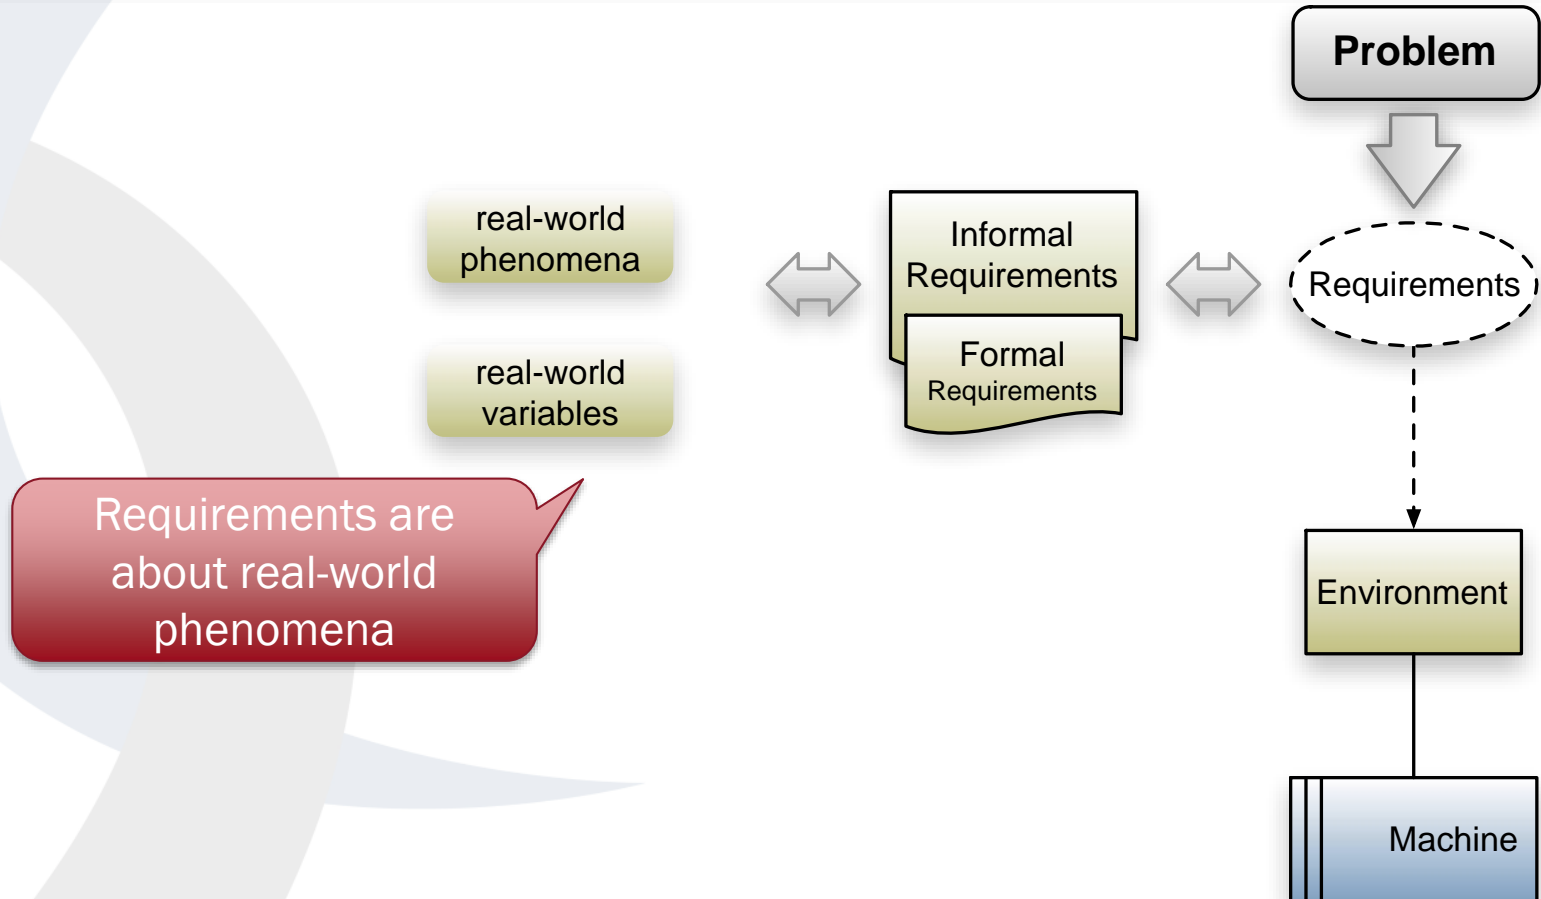 Problem
real-world
phenomena
Informal
Requirements
Requirements
real-world
variables
Formal
Requirements
Requirements are
about real-world
phenomena
Environment
Machine